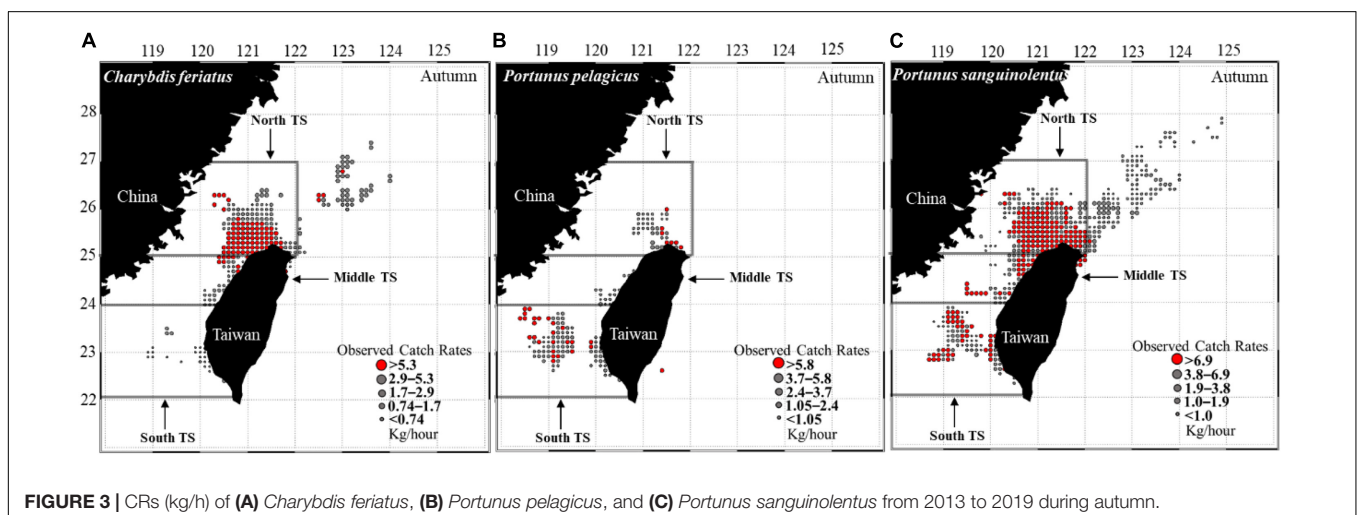 A
119 120 121 122 123 124 125
Charybdis feriatus
Autumn
28
27
26
25
24
23
22
North TS
China
Middle TS
Taiwan
South TS
Observed Catch Rates
>5.3
2.9–5.3
1.7–2.9
0.74–1.7
<0.74
Kg/hour
B
119 120 121 122 123 124 125
Portunus pelagicus
Autumn
North TS
China
Middle TS
Taiwan
South TS
Observed Catch Rates
>5.8
3.7–5.8
2.4–3.7
1.05–2.4
<1.05
Kg/hour
C
119 120 121 122 123 124 125
Portunus sanguinolentus
Autumn
North TS
China
Middle TS
Taiwan
South TS
Observed Catch Rates
>6.9
3.8–6.9
1.9–3.8
1.0–1.9
<1.0
Kg/hour
FIGURE 3 | CRs (kg/h) of (A) Charybdis feriatus, (B) Portunus pelagicus, and (C) Portunus sanguinolentus from 2013 to 2019 during autumn.